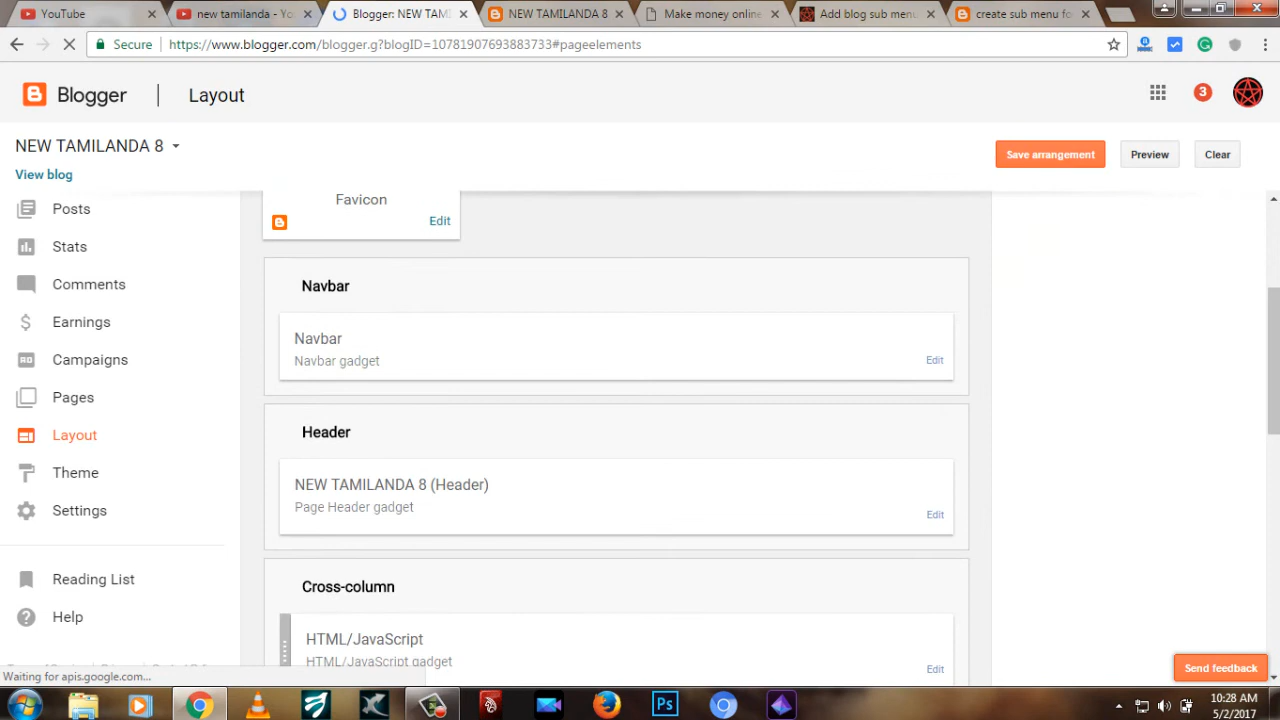 YouTube
new tamilanda - Yo
Blogger: NEW TAM
NEW TAMILANDA 8
Make money online
Add blog sub menu
create sub menu fo
Secure
https://www.blogger.com/blogger.g?blogID=10781907693883733#pageelements
Blogger
Layout
3
NEW TAMILANDA 8
View blog
Save arrangement
Preview
Clear
Posts
Stats
Comments
Earnings
Campaigns
Pages
Layout
Theme
Settings
Reading List
Help
Favicon
Edit
Navbar
Navbar
Navbar gadget
Edit
Header
NEW TAMILANDA 8 (Header)
Page Header gadget
Edit
Cross-column
HTML/JavaScript
HTML/JavaScript gadget
Edit
Send feedback
Waiting for apis.google.com...
Ps
10:28 AM
5/2/2017